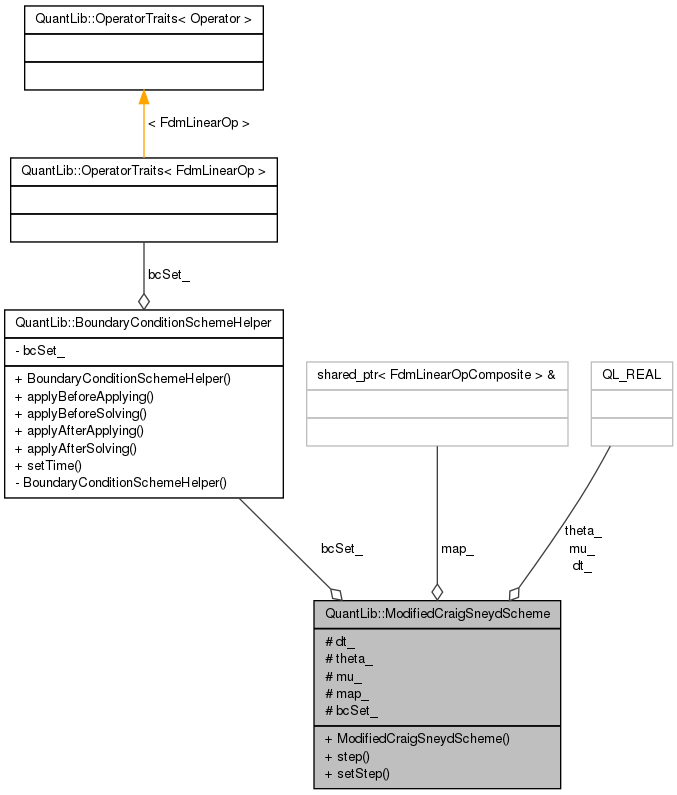 QuantLib::OperatorTraits< Operator >
< FdmLinearOp >
QuantLib::OperatorTraits< FdmLinearOp >
bcSet_
QuantLib::BoundaryConditionSchemeHelper
- bcSet_
+ BoundaryConditionSchemeHelper()
+ applyBeforeApplying()
+ applyBeforeSolving()
+ applyAfterApplying()
+ applyAfterSolving()
+ setTime()
- BoundaryConditionSchemeHelper()
shared_ptr< FdmLinearOpComposite > &
QL_REAL
bcSet_
map_
theta_
mu_
dt_
QuantLib::ModifiedCraigSneydScheme
# dt_
# theta_
# mu_
# map_
# bcSet_
+ ModifiedCraigSneydScheme()
+ step()
+ setStep()